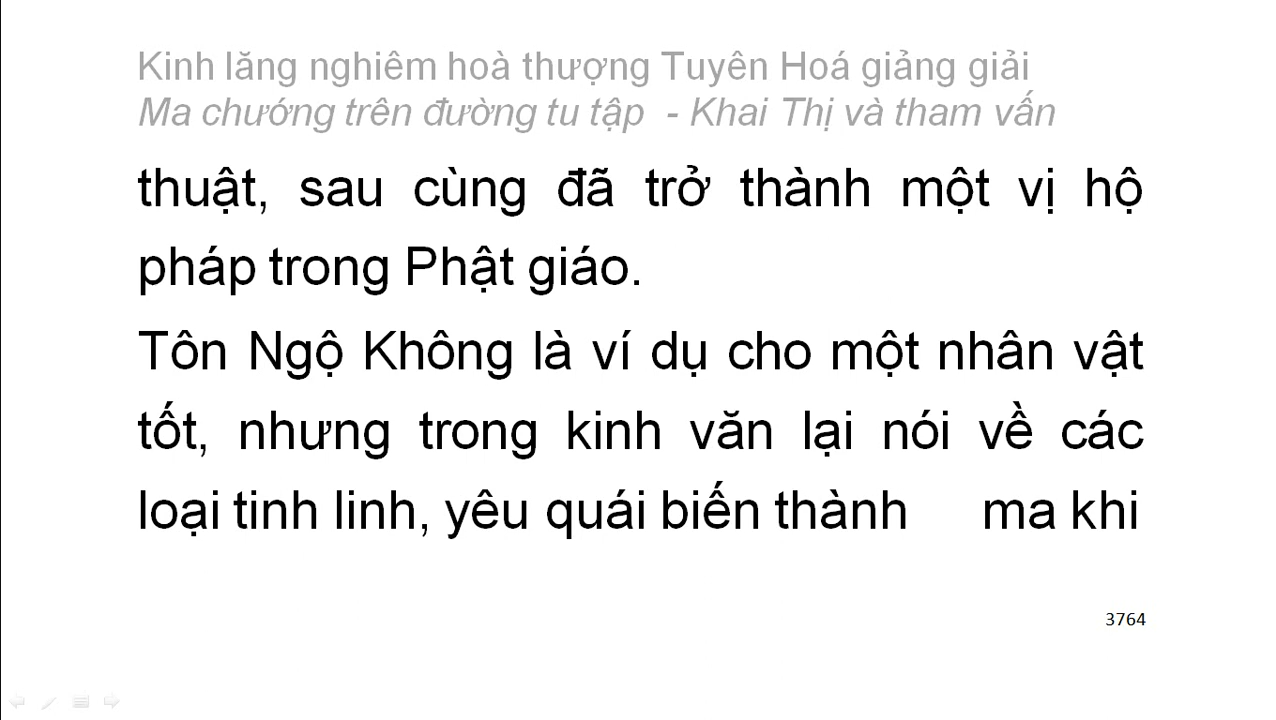 Kinh lăng nghiêm hoà thượng Tuyên Hoá giảng giải
Ma chướng trên đường tu tập - Khai Thị và tham vấn
thuật, sau cùng đã trở thành một vị hộ
pháp trong Phật giáo.
Tôn Ngộ Không là ví dụ cho một nhân vật
tốt, nhưng trong kinh văn lại nói về các
loại tinh linh, yêu quái biến thành ma khi
3764